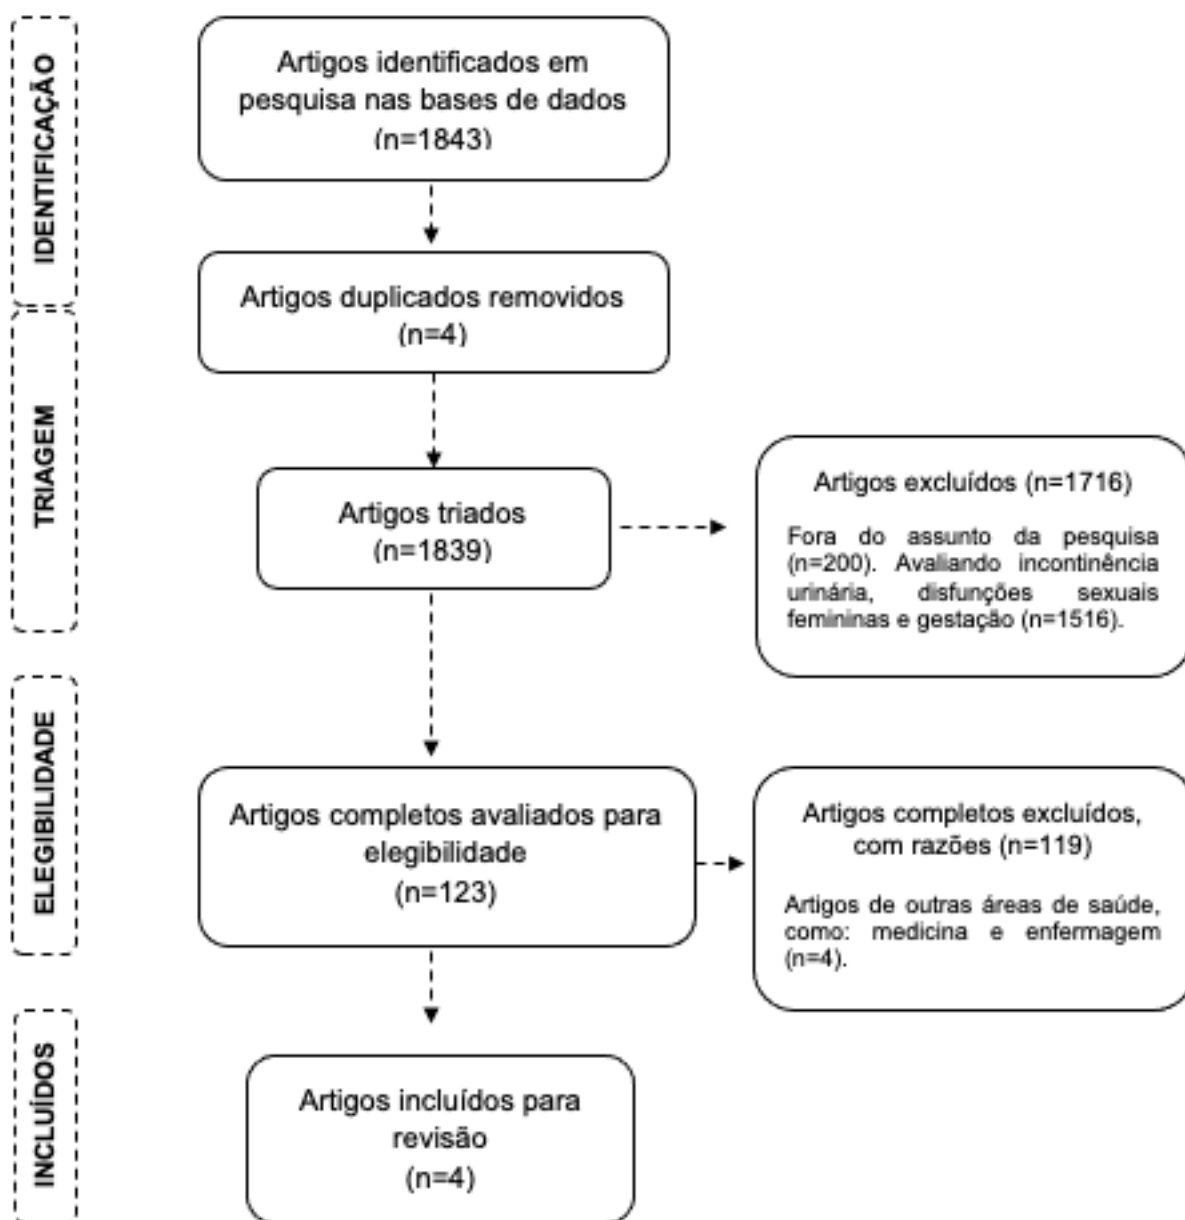 IDENTIFICAÇÃO
Artigos identificados em
pesquisa nas bases de dados
(n=1843)
Artigos duplicados removidos
(n=4)
TRIAGEM
Artigos triados
(n=1839)
Artigos excluídos (n=1716)
Fora do assunto da pesquisa
(n=200). Avaliando incontinência
urinária, disfunções sexuais
femininas e gestação (n=1516).
ELEGIBILIDADE
Artigos completos avaliados para
elegibilidade
(n=123)
Artigos completos excluídos,
com razões (n=119)
Artigos de outras áreas de saúde,
como: medicina e enfermagem
(n=4).
INCLUÍDOS
Artigos incluídos para
revisão
(n=4)